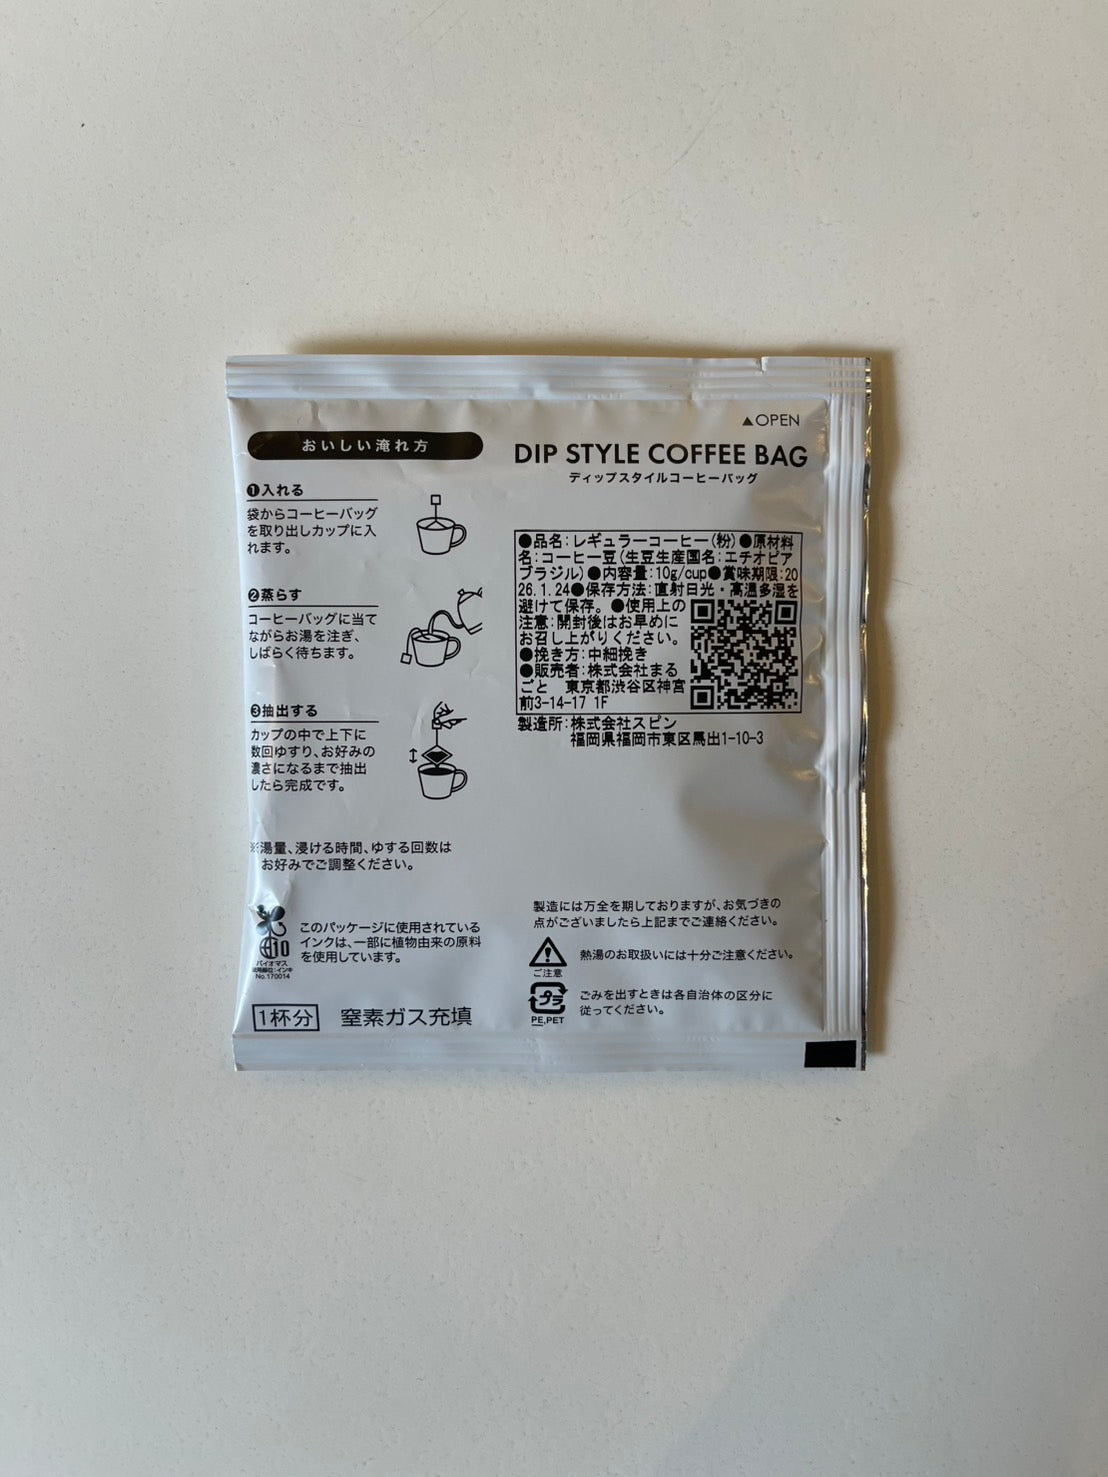 ▲OPEN
おいしい淹れ方
DIP STYLE COFFEE BAG
ディップスタイルコーヒーバッグ
❶入れる
袋からコーヒーバッグ
を取り出しカップに入
れます。
❷蒸らす
コーヒーバッグに当て
ながらお湯を注ぎ、
しばらく待ちます。
❸抽出する
カップの中で上下に
数回ゆすり、お好みの
濃さになるまで抽出
したら完成です。
※湯量、浸ける時間、ゆする回数は
お好みでご調整ください。
●品名:レギュラーコーヒー(粉)●原材料
名:コーヒー豆(生豆生産国名:エチオピア
ブラジル)●内容量:10g/cup●賞味期限:20
26.1.24●保存方法:直射日光・高温多湿を
避けて保存。●使用上の
注意:開封後はお早めに
お召し上がりください。
●挽き方:中細挽き
●販売者:株式会社まる
ごと 東京都渋谷区神宮
前3-14-17 1F
製造所:株式会社スピン
福岡県福岡市東区馬出1-10-3
10
バイオマス
No.170014
このパッケージに使用されている
インクは、一部に植物由来の原料
を使用しています。
1杯分
窒素ガス充填
製造には万全を期しておりますが、お気づきの
点がございましたら上記までご連絡ください。
ご注意
熱湯のお取扱いには十分ご注意ください。
プラ
PE,PET
ごみを出すときは各自治体の区分に
従ってください。